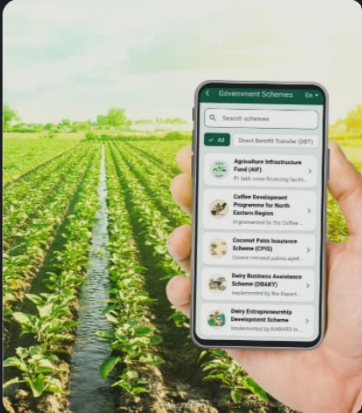 Government Schemes En
Search schemes
All Direct Benefit Transfer (DBT)
Agriculture Infrastructure
Fund (AIF)
₹1 lakh crore financing facilit...
Coffee Development
Programme for North
Eastern Region
Implemented by the Coffee ...
Coconut Palm Insurance
Scheme (CPIS)
Covers coconut palms aged...
Dairy Business Assistance
Scheme (DBAKY)
Implemented by the Depart...
Dairy Entrepreneurship
Development Scheme
Implemented by NABARD to...